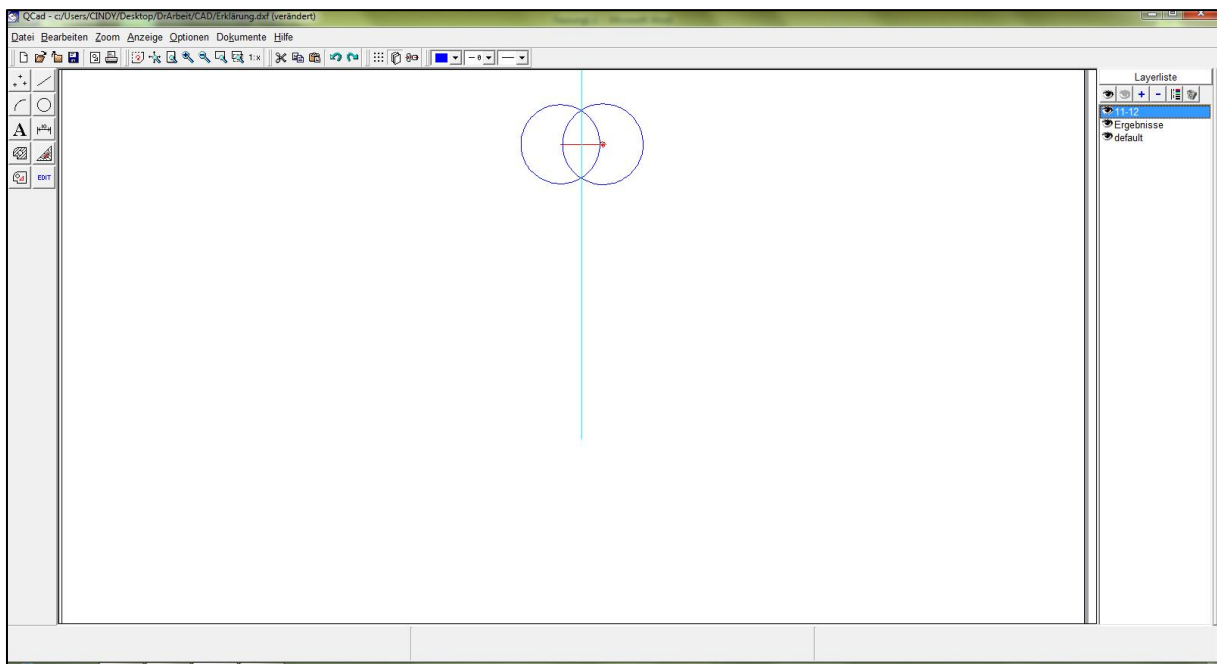 QCad - c:/Users/CINDY/Desktop/DrArbeit/CAD/Erklärung.dxf (verändert)
Datei Bearbeiten Zoom Anzeige Optionen Dokumente Hilfe
1:x
- 0
Layerliste
A
11-12
Ergebnisse
default
EDIT